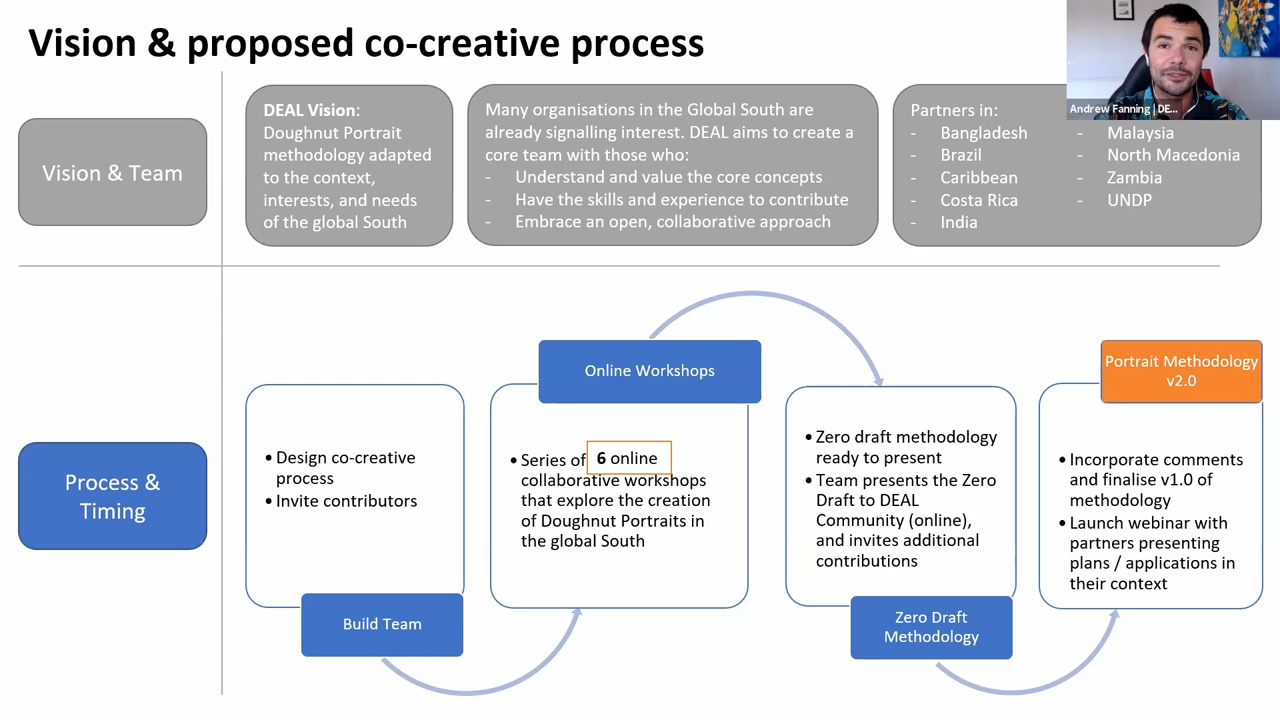 Vision & proposed co-creative process
Andrew Fanning | DE...
Vision & Team
DEAL Vision:
Doughnut Portrait
methodology adapted
to the context,
interests, and needs
of the global South
Many organisations in the Global South are
already signalling interest. DEAL aims to create a
core team with those who:
- Understand and value the core concepts
- Have the skills and experience to contribute
- Embrace an open, collaborative approach
Partners in:
- Bangladesh
- Brazil
- Caribbean
- Costa Rica
- India
- Malaysia
- North Macedonia
- Zambia
- UNDP
Process &
Timing
• Design co-creative
process
• Invite contributors
Build Team
Online Workshops
• Series of 6 online
collaborative workshops
that explore the creation
of Doughnut Portraits in
the global South
• Zero draft methodology
ready to present
• Team presents the Zero
Draft to DEAL
Community (online),
and invites additional
contributions
Zero Draft
Methodology
Portrait Methodology
v2.0
• Incorporate comments
and finalise v1.0 of
methodology
• Launch webinar with
partners presenting
plans / applications in
their context